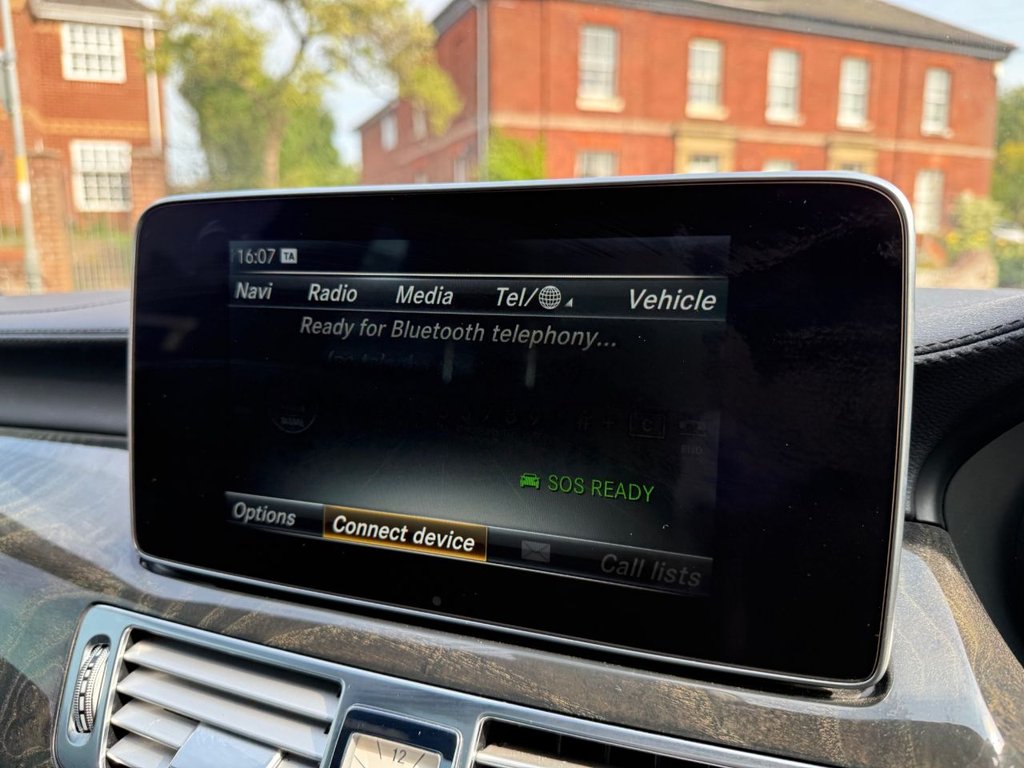 16:07 TA
Navi Radio Media Tel/ Vehicle
Ready for Bluetooth telephony...
SOS READY
Options Connect device Call lists
12